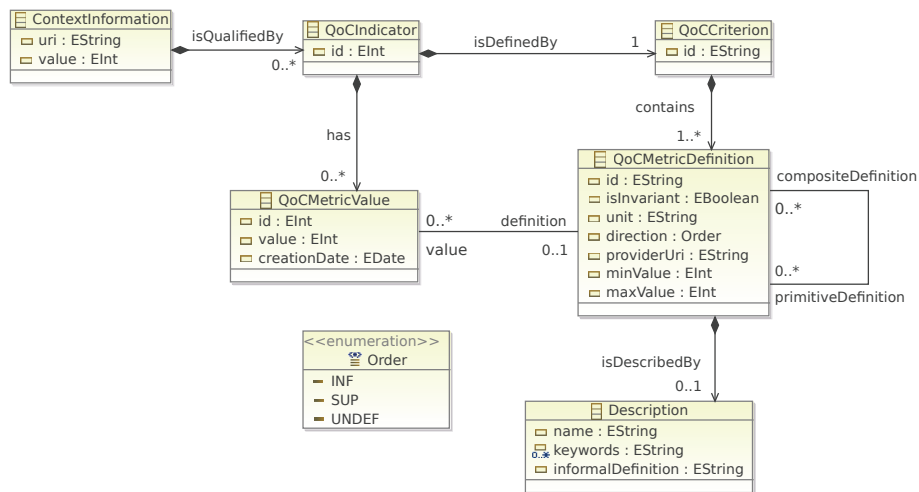 ContextInformation
uri : EString
value : EInt
isQualifiedBy
0..*
QoCIndicator
id : EInt
isDefinedBy
1
QoCCriterion
id : EString
has
0..*
contains
1..*
QoCMetricValue
id : EInt
value : EInt
creationDate : EDate
0..*
value
definition
0..1
QoCMetricDefinition
id : EString
isInvariant : EBoolean
unit : EString
direction : Order
providerUri : EString
minValue : EInt
maxValue : EInt
compositeDefinition
0..*
0..*
primitiveDefinition
<<enumeration>>
Order
INF
SUP
UNDEF
isDescribedBy
0..1
Description
name : EString
0..* keywords : EString
informalDefinition : EString